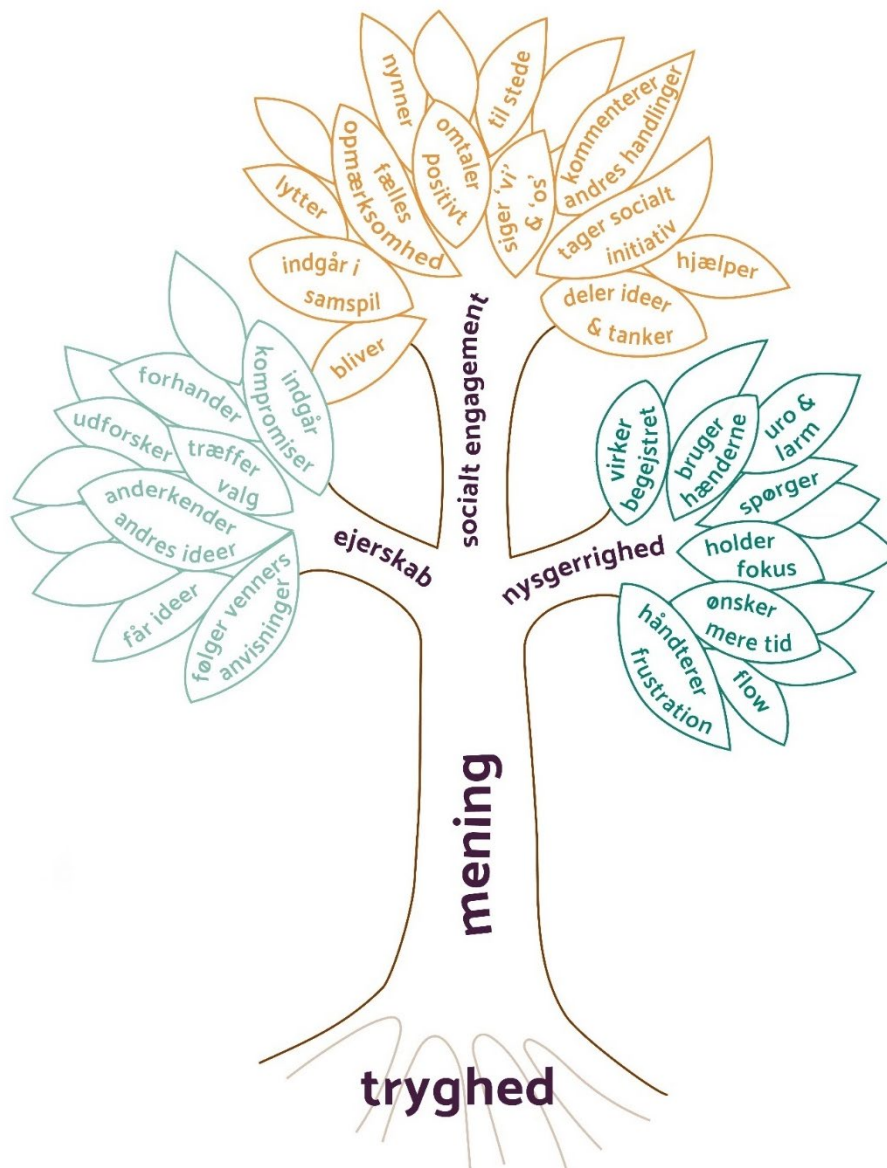 nynner
til stede
kommenterer
andres handlinger
opmærksomhed
fælles
omtaler
positivt
siger 'vi'
& 'os'
lytter
tager socialt
initiativ
indgår i
samspil
hjælper
deler ideer
& tanker
bliver
socialt engagement
forhander
indgår
kompromiser
udforsker
træffer
valg
anderkender
andres ideer
får ideer
følger venners
anvisninger
ejerskab
virker
begejstret
bruger
hænderne
uro &
larm
spørger
holder
fokus
ønsker
mere tid
håndterer
frustration
flow
nysgerrighed
mening
tryghed